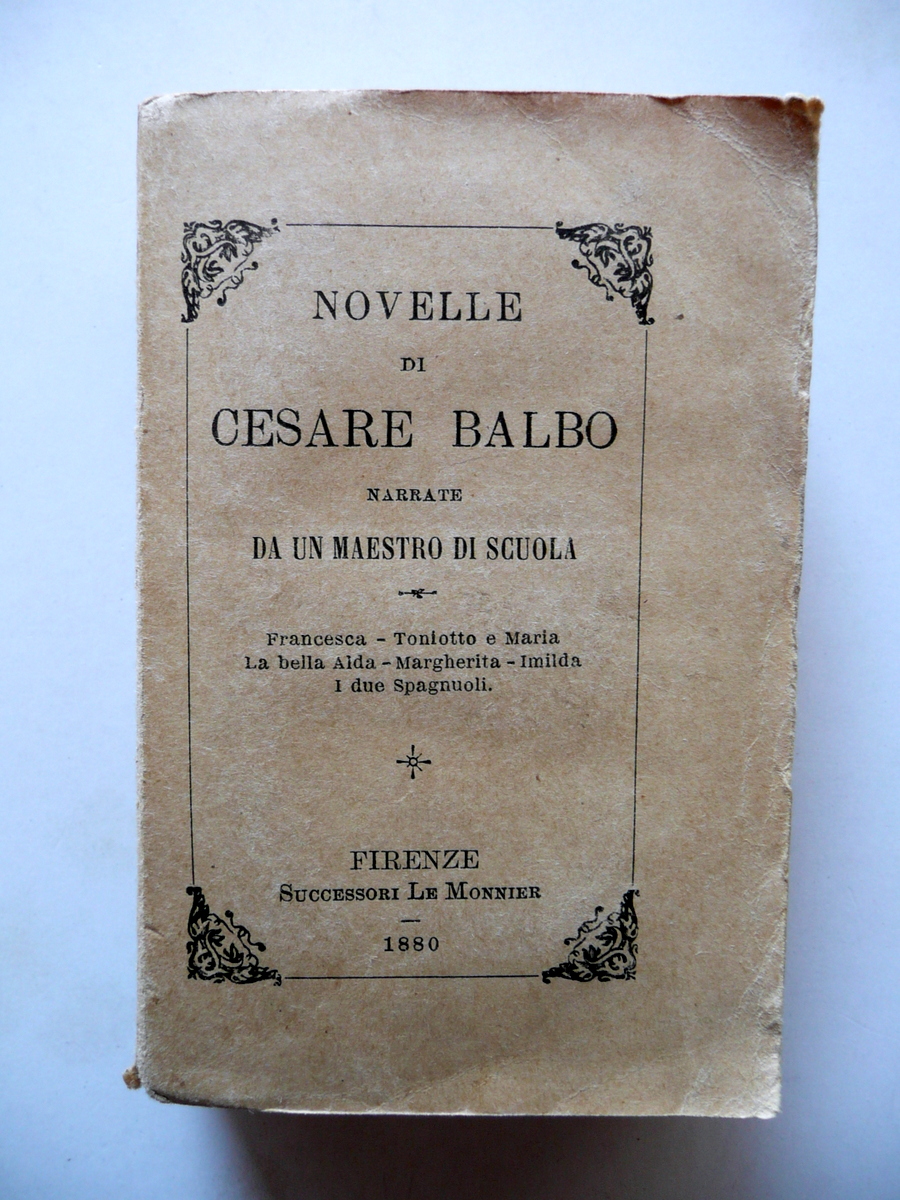 NOVELLE
DI
CESARE BALBO
NARRATE
DA UN MAESTRO DI SCUOLA
Francesca - Toniotto e Maria
La bella Alda - Margherita - Imilda
I due Spagnuoli.
FIRENZE
SUCCESSORI LE MONNIER
1880